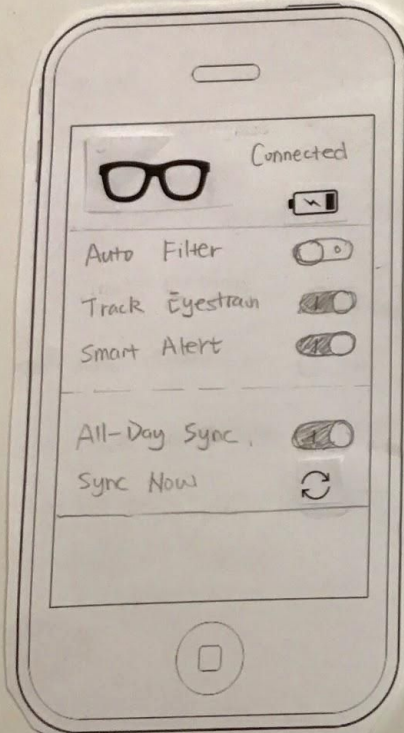 Connected
Auto Filter
Track Eyestrain
Smart Alert
All-Day Sync.
Sync Now